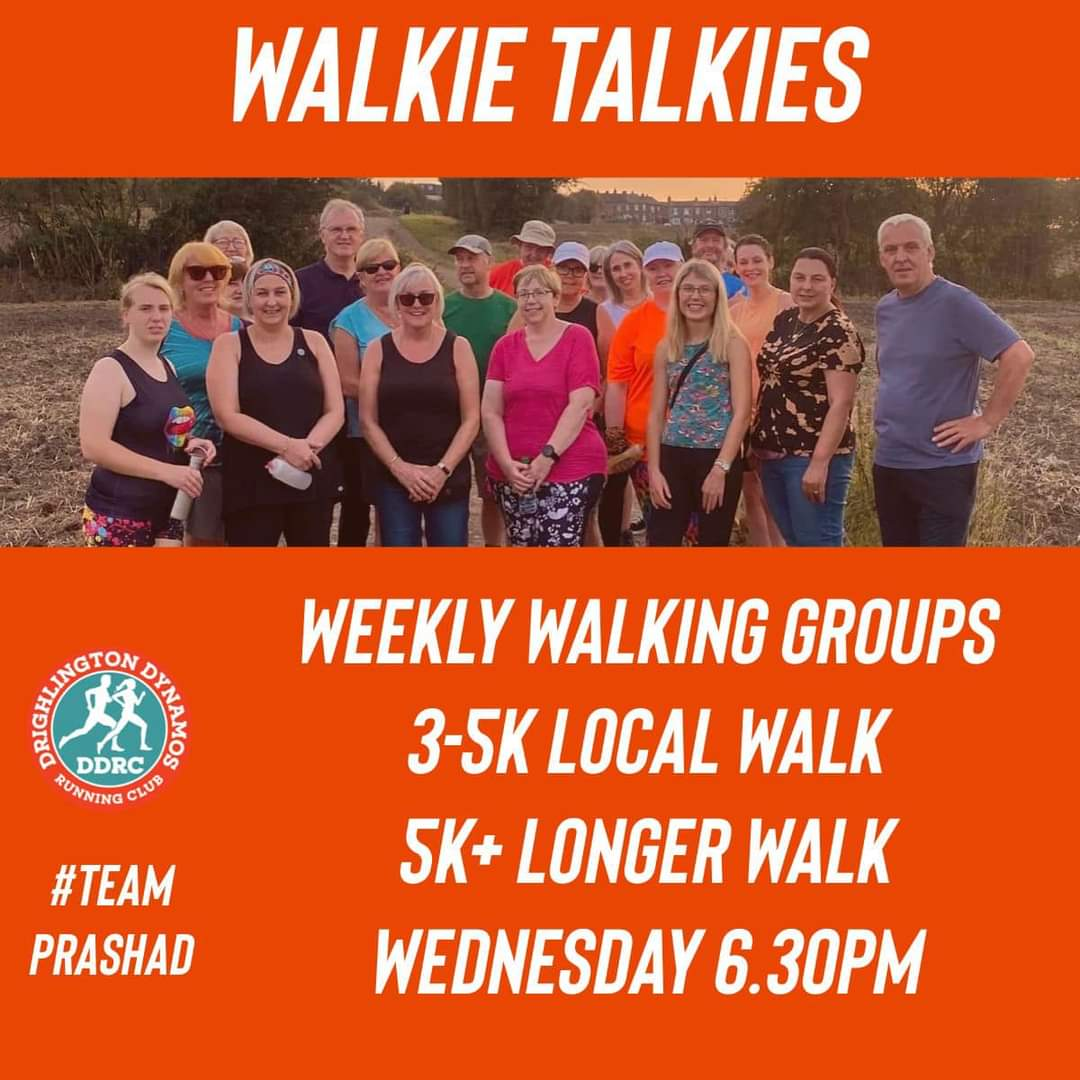 WALKIE TALKIES
WEEKLY WALKING GROUPS
3-5K LOCAL WALK
5K+ LONGER WALK
WEDNESDAY 6.30PM
DRIGHLINGTON DYNAMOS
DDRC
RUNNING CLUB
#TEAM
PRASHAD